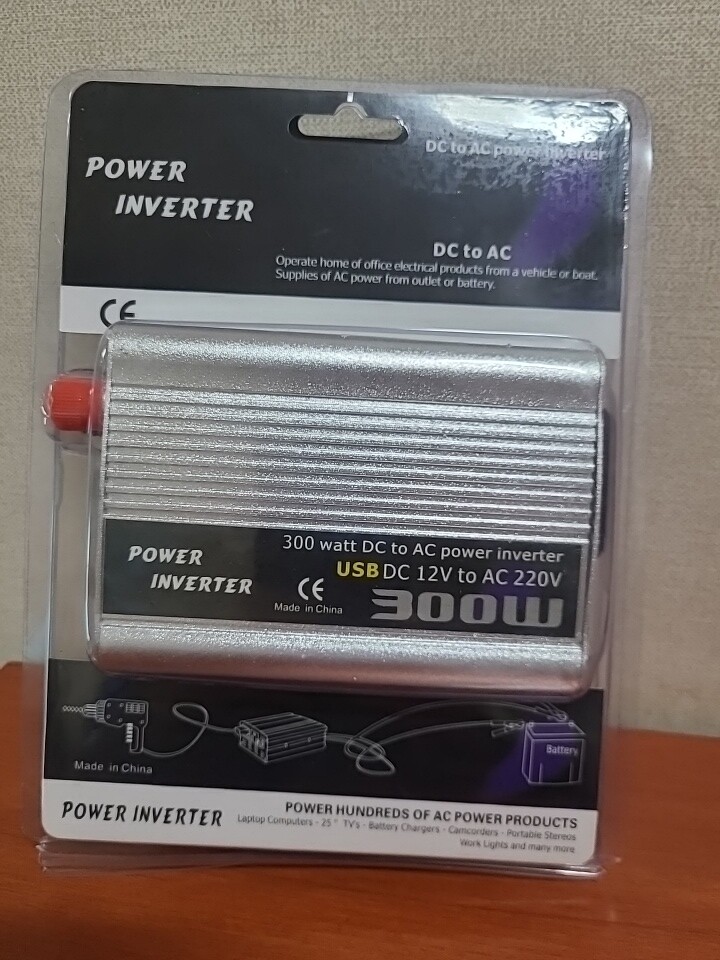 DC to AC power inverter
POWER
INVERTER
DC to AC
Operate home of office electrical products from a vehicle or boat.
Supplies of AC power from outlet or battery.
CE
300 watt DC to AC power inverter
POWER
INVERTER
USB DC 12V to AC 220V
CE
Made in China
300W
Battery
Made in China
POWER INVERTER
POWER HUNDREDS OF AC POWER PRODUCTS
Laptop Computers - 25 " TV's - Battery Chargers - Camcorders - Portable Stereos
Work Lights and many more